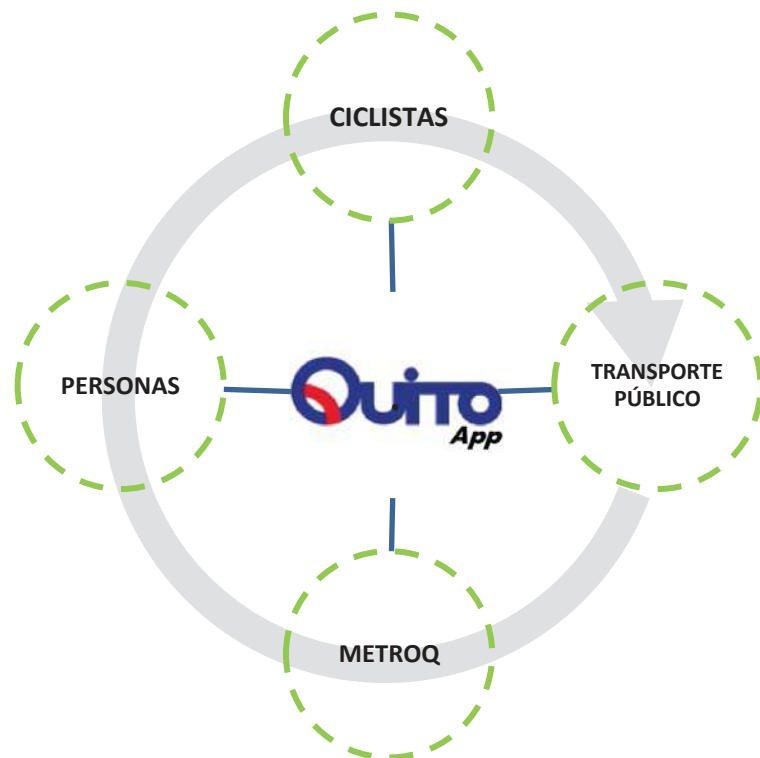 CICLISTAS
PERSONAS
QUITO
App
TRANSPORTE
PÚBLICO
METROQ